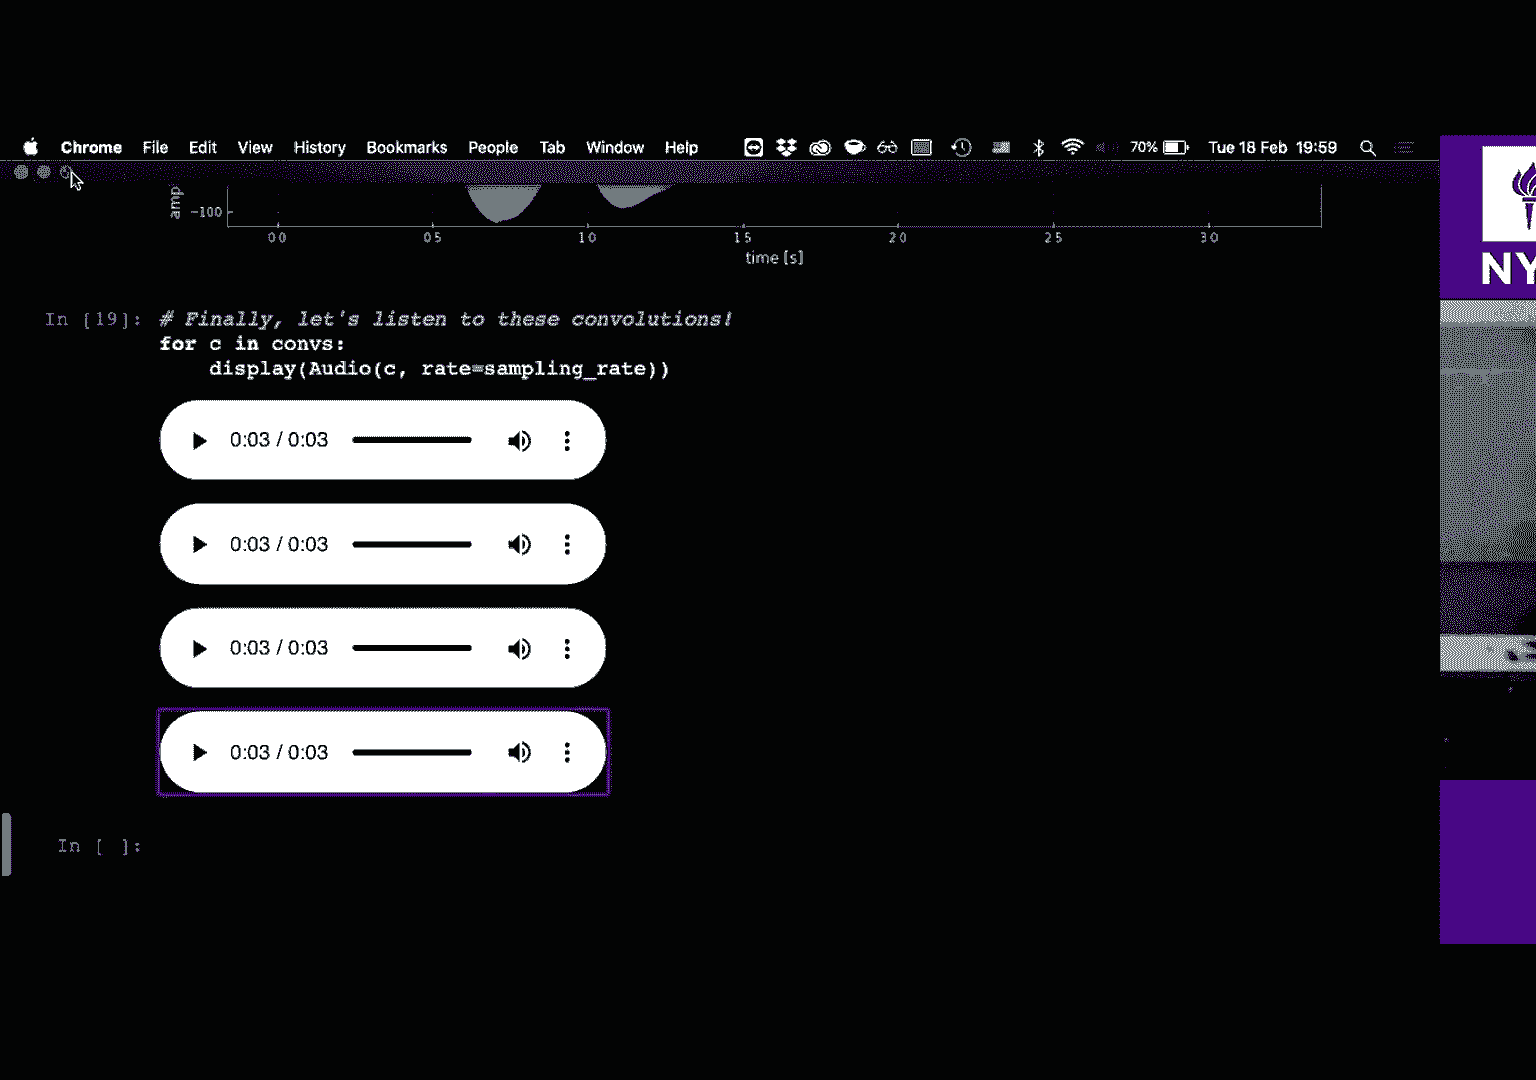 Chrome File Edit View History Bookmarks People Tab Window Help 70% Tue 18 Feb 19:59
amp
-100
0 0 0 5 1 0 1 5 2 0 2 5 3 0
time [s]
NY
In [19]: # Finally, let's listen to these convolutions!
for c in convs:
display(Audio(c, rate=sampling_rate))
0:03 / 0:03
0:03 / 0:03
0:03 / 0:03
0:03 / 0:03
In [ ]: